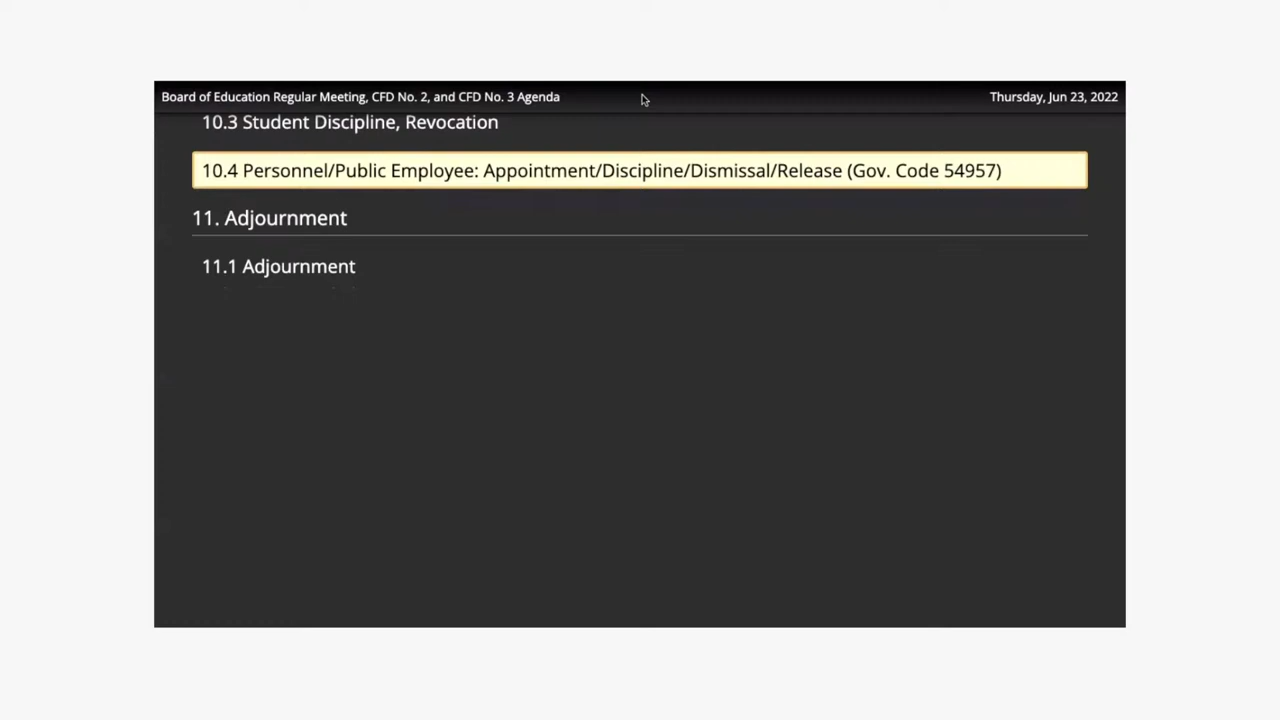 Board of Education Regular Meeting, CFD No. 2, and CFD No. 3 Agenda
Thursday, Jun 23, 2022
10.3 Student Discipline, Revocation
10.4 Personnel/Public Employee: Appointment/Discipline/Dismissal/Release (Gov. Code 54957)
11. Adjournment
11.1 Adjournment